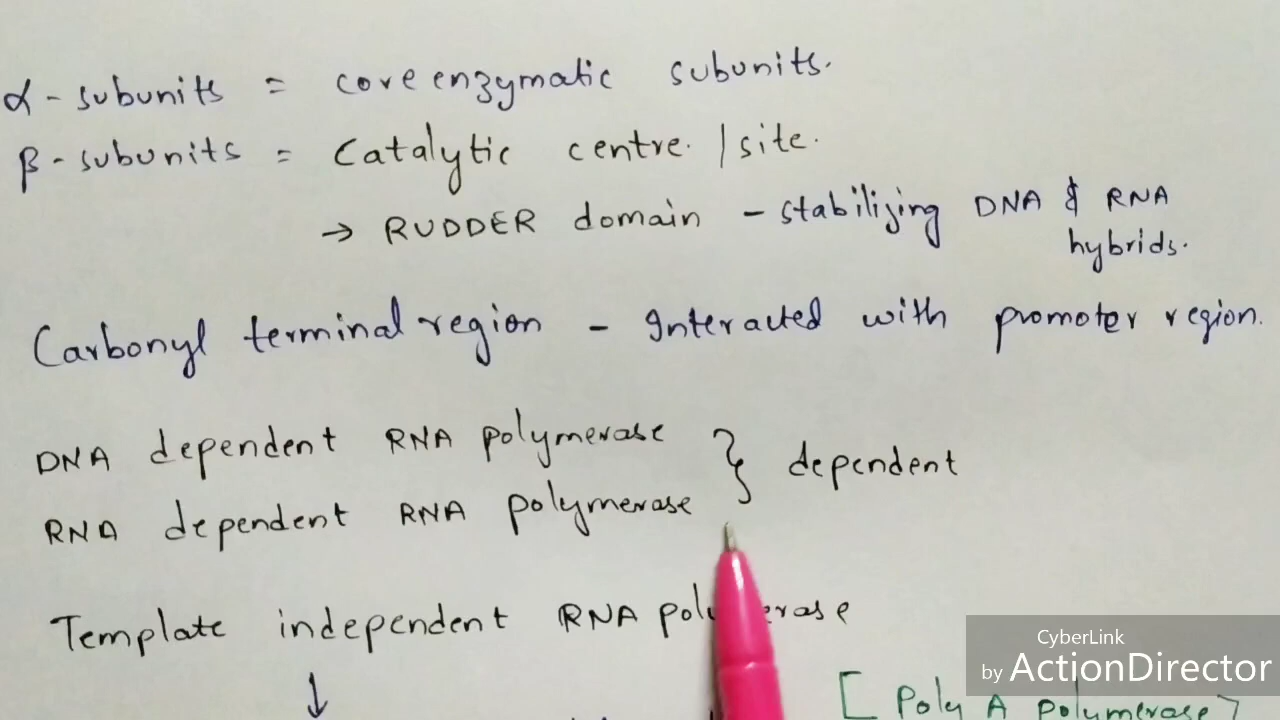 α - subunits = core enzymatic subunits.
β - subunits = Catalytic centre. / site.
→ RUDDER domain - stabilizing DNA & RNA
hybrids.
Carbonyl terminal region - Interacted with promoter region.
DNA dependent RNA polymerase
RNA dependent RNA polymerase } dependent
Template independent RNA polymerase
↓
[ Poly A polymerase ]
CyberLink
by ActionDirector